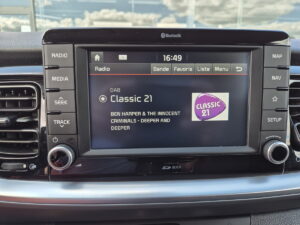 Bluetooth
RADIO
MEDIA
SEEK
TRACK
MAP
NAV
SETUP
16:49
Radio
Bande
Favoris
Liste
Menu
DAB
Classic 21
BEN HARPER & THE INNOCENT
CRIMINALS - DEEPER AND
DEEPER
CLASSIC
21